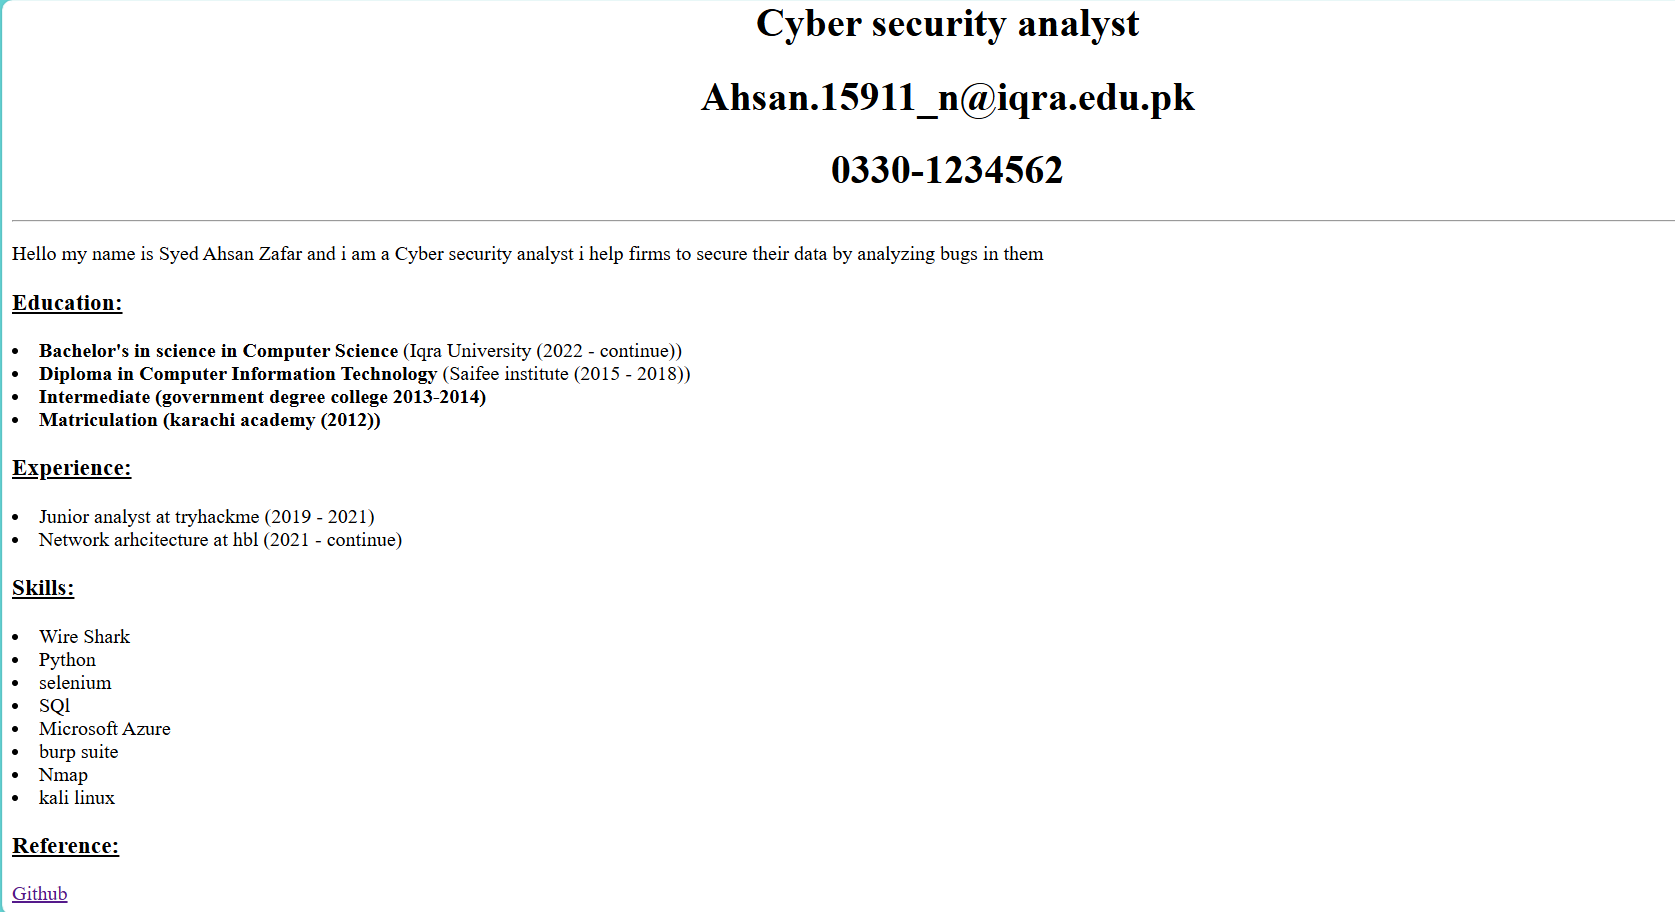 Cyber security analyst
Ahsan.15911_n@iqra.edu.pk
0330-1234562
Hello my name is Syed Ahsan Zafar and i am a Cyber security analyst i help firms to secure their data by analyzing bugs in them
Education:
Bachelor's in science in Computer Science (Iqra University (2022 - continue))
Diploma in Computer Information Technology (Saifee institute (2015 - 2018))
Intermediate (government degree college 2013-2014)
Matriculation (karachi academy (2012))
Experience:
Junior analyst at tryhackme (2019 - 2021)
Network arhcitecture at hbl (2021 - continue)
Skills:
Wire Shark
Python
selenium
SQl
Microsoft Azure
burp suite
Nmap
kali linux
Reference:
Github